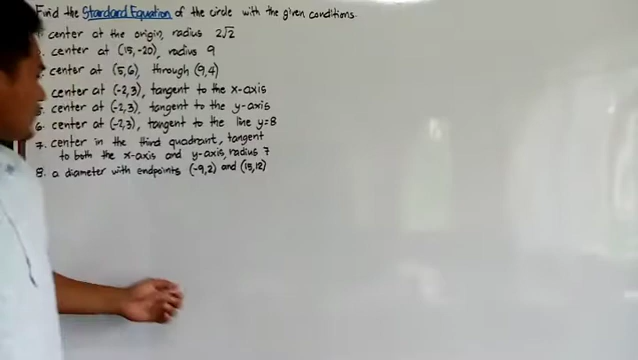 Find the Standard Equation of the circle with the given conditions.
center at the origin, radius 2√2
center at (15,-20), radius 9
center at (5,6), through (9,4)
center at (-2,3), tangent to the x-axis
center at (-2,3), tangent to the y-axis
6. center at (-2,3), tangent to the line y=8
7. center in the third quadrant, tangent
to both the x-axis and y-axis, radius 7
8. a diameter with endpoints (-9,2) and (15,12)